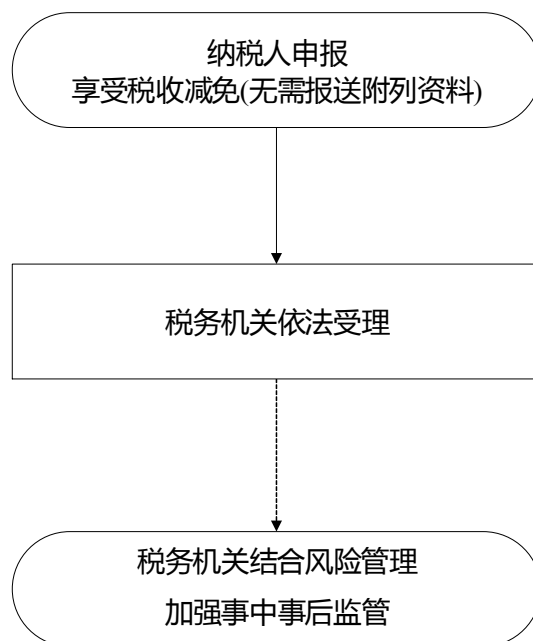 纳税人申报
享受税收减免(无需报送附列资料)
税务机关依法受理
税务机关结合风险管理
加强事中事后监管